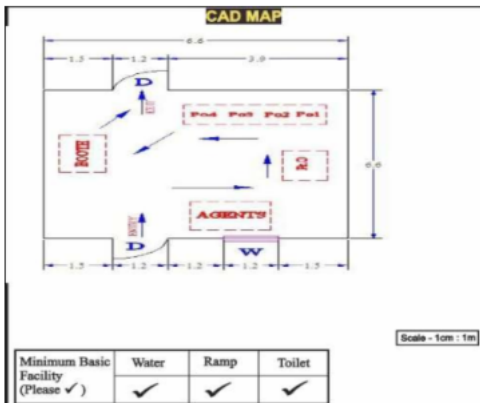 CAD MAP
6.6
1.5 1.2 3.9
D
EXIT
Po4 Po3 Po2 Po1
BOOTH
PrO
6.6
AGENTS
ENTRY
D
W
1.5 1.2 1.2 1.2 1.5
Scale - 1cm : 1m
Minimum Basic Facility (Please ✓) Water Ramp Toilet
✓ ✓ ✓